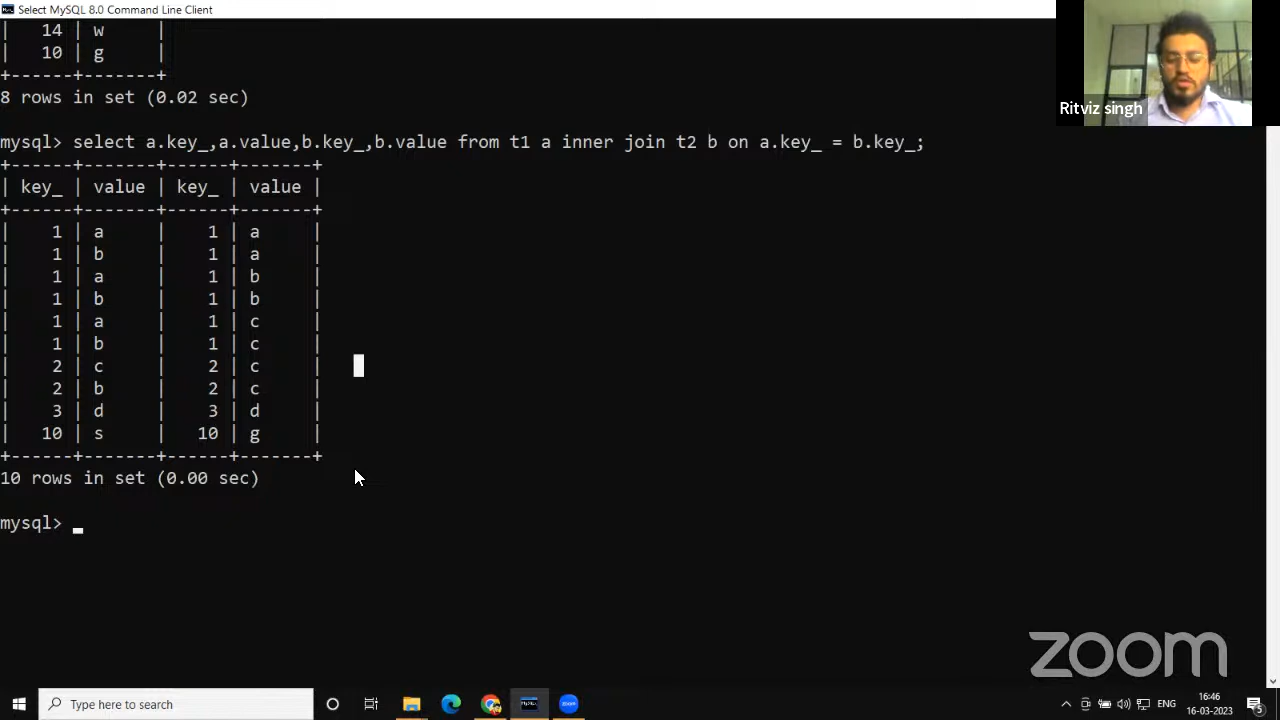 Select MySQL 8.0 Command Line Client
|   14 | w     |
|   10 | g     |
+------+-------+
8 rows in set (0.02 sec)
mysql> select a.key_,a.value,b.key_,b.value from t1 a inner join t2 b on a.key_ = b.key_;
+------+-------+------+-------+
| key_ | value | key_ | value |
+------+-------+------+-------+
|    1 | a     |    1 | a     |
|    1 | b     |    1 | a     |
|    1 | a     |    1 | b     |
|    1 | b     |    1 | b     |
|    1 | a     |    1 | c     |
|    1 | b     |    1 | c     |
|    2 | c     |    2 | c     |
|    2 | b     |    2 | c     |
|    3 | d     |    3 | d     |
|   10 | s     |   10 | g     |
+------+-------+------+-------+
10 rows in set (0.00 sec)
mysql>
Ritviz singh
zoom
Type here to search
zoom
ENG
16:46
16-03-2023
5